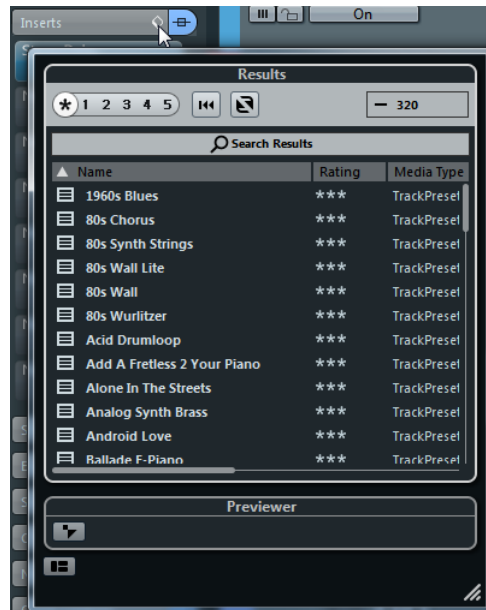 Inserts
On
Results
* 1 2 3 4 5
320
Search Results
Name Rating Media Type
1960s Blues *** TrackPreset
80s Chorus *** TrackPreset
80s Synth Strings *** TrackPreset
80s Wall Lite *** TrackPreset
80s Wall *** TrackPreset
80s Wurlitzer *** TrackPreset
Acid Drumloop *** TrackPreset
Add A Fretless 2 Your Piano *** TrackPreset
Alone In The Streets *** TrackPreset
Analog Synth Brass *** TrackPreset
Android Love *** TrackPreset
Ballade E-Piano *** TrackPreset
Previewer